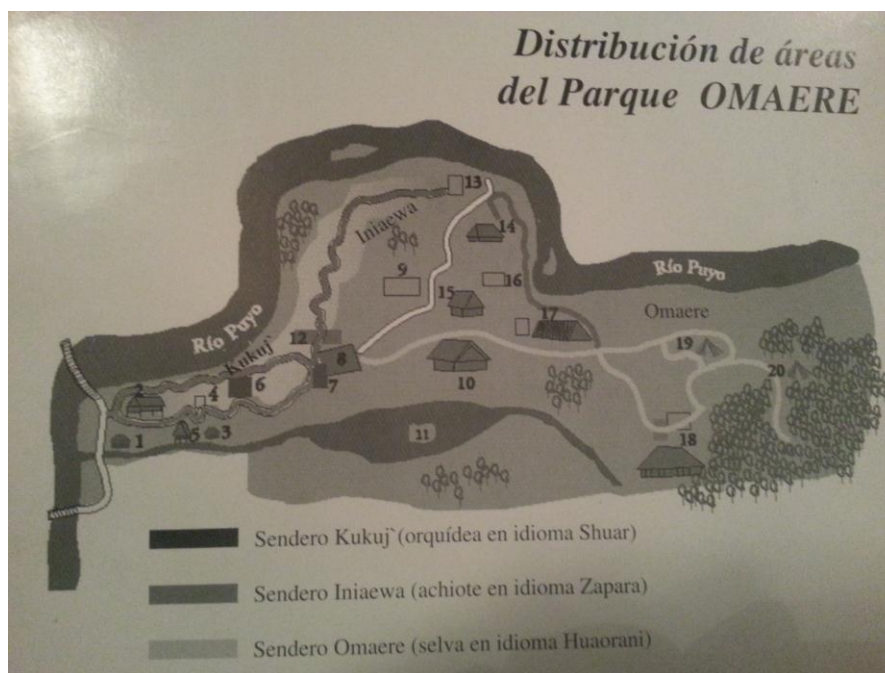 Distribución de áreas
del Parque OMAERE
13
Iniaewa
14
9
16
Río Puyo
15
17
Omaere
Río Puyo
12
19
Kukuj`
8
20
2
4
6
7
10
1
5
3
11
18
Sendero Kukuj` (orquídea en idioma Shuar)
Sendero Iniaewa (achiote en idioma Zapara)
Sendero Omaere (selva en idioma Huaorani)